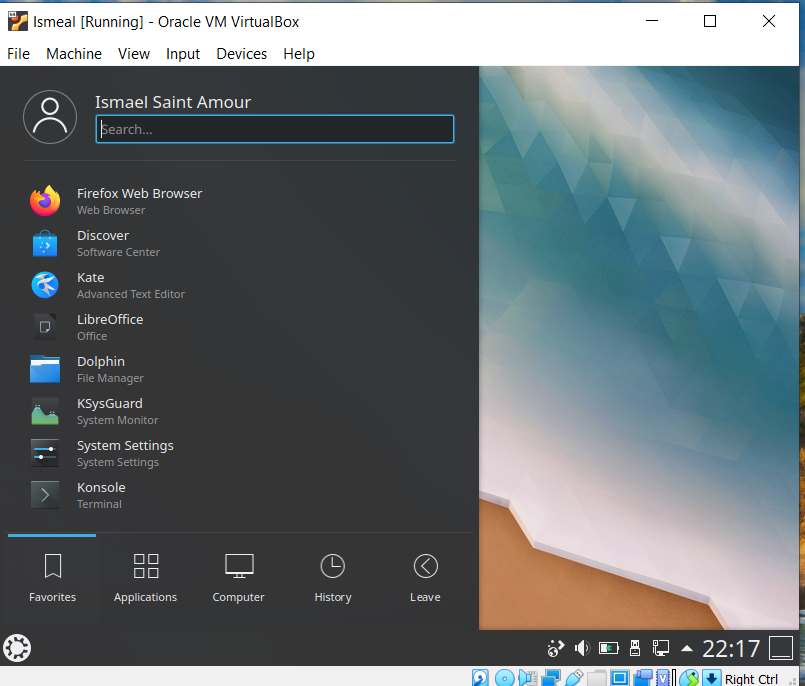 Ismeal [Running] - Oracle VM VirtualBox
File Machine View Input Devices Help
Ismael Saint Amour
Search...
Firefox Web Browser
Web Browser
Discover
Software Center
Kate
Advanced Text Editor
LibreOffice
Office
Dolphin
File Manager
KSysGuard
System Monitor
System Settings
System Settings
Konsole
Terminal
Favorites Applications Computer History Leave
22:17
Right Ctrl